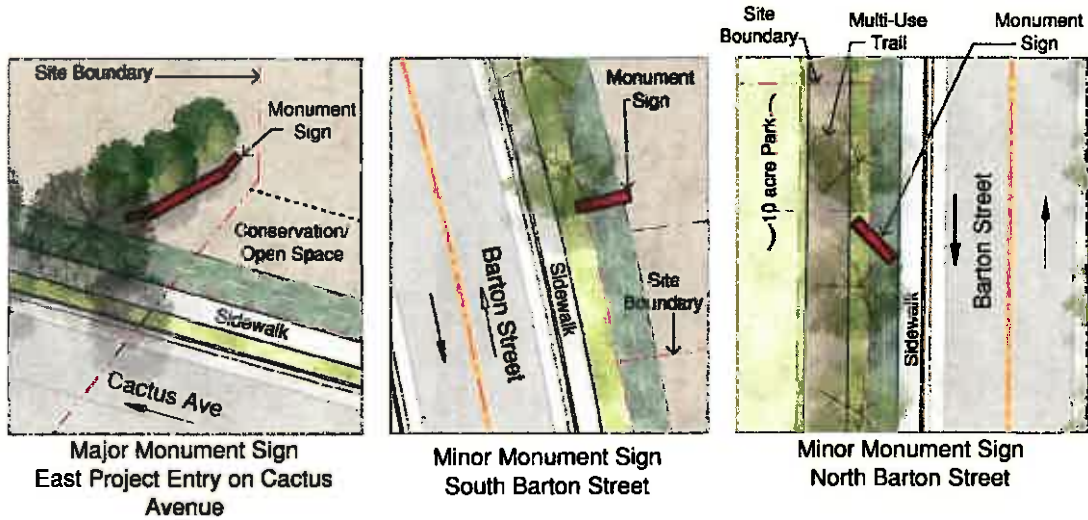 Site Boundary
Monument
Sign
Conservation/
Open Space
Sidewalk
Cactus Ave
Major Monument Sign
East Project Entry on Cactus
Avenue
Monument
Sign
Barton Street
Sidewalk
Site
Boundary
Minor Monument Sign
South Barton Street
Site
Boundary
Multi-Use
Trail
Monument
Sign
10 acre Park
Sidewalk
Barton Street
Minor Monument Sign
North Barton Street